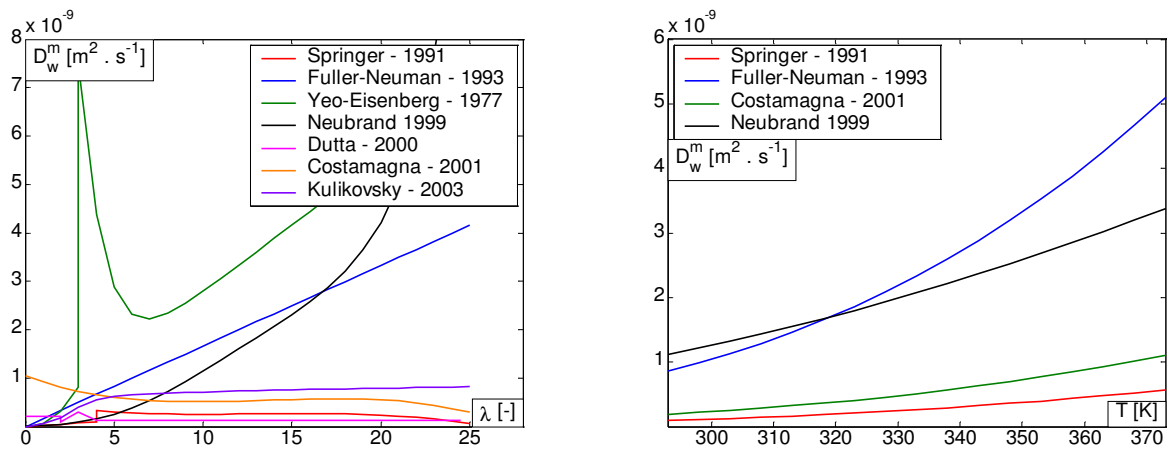 x 10^-9
8
7
6
5
4
3
2
1
0
D_w^m [m^2 . s^-1]
Springer - 1991
Fuller-Neuman - 1993
Yeo-Eisenberg - 1977
Neubrand 1999
Dutta - 2000
Costamagna - 2001
Kulikovsky - 2003
0 5 10 15 20 25
λ [-]
x 10^-9
6
5
4
3
2
1
Springer - 1991
Fuller-Neuman - 1993
Costamagna - 2001
Neubrand 1999
D_w^m [m^2 . s^-1]
T [K]
300 310 320 330 340 350 360 370